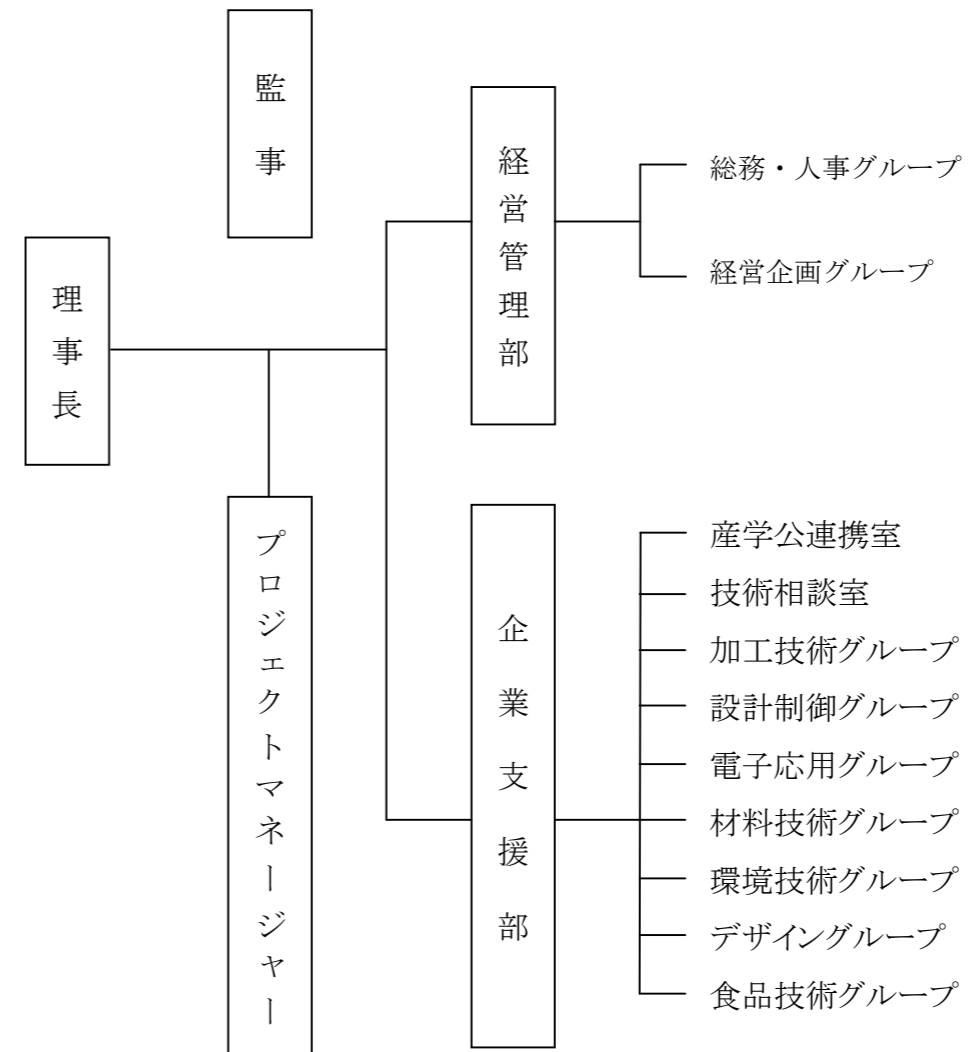 監事
理事長
プロジェクトマネージャー
経営管理部
総務・人事グループ
経営企画グループ
企業支援部
産学公連携室
技術相談室
加工技術グループ
設計制御グループ
電子応用グループ
材料技術グループ
環境技術グループ
デザイングループ
食品技術グループ